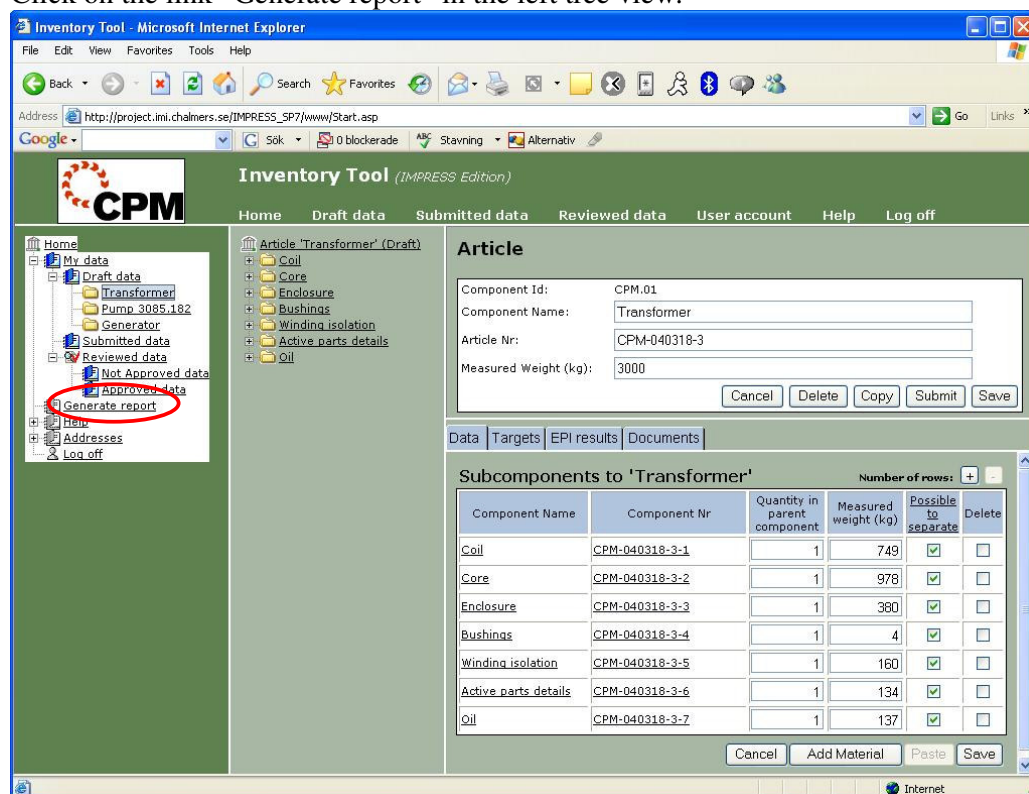 Click on the link "Generate report" in the left tree view.
Inventory Tool - Microsoft Internet Explorer
File Edit View Favorites Tools Help
Back Search Favorites
Address http://project.imi.chalmers.se/IMPRESS_SP7/www/Start.asp Go Links »
Google Sök 0 blockerade ABC Stavning Alternativ
CPM
Inventory Tool (IMPRESS Edition)
Home Draft data Submitted data Reviewed data User account Help Log off
Home
My data
Draft data
Transformer
Pump 3085.182
Generator
Submitted data
Reviewed data
Not Approved data
Approved data
Generate report
Help
Addresses
Log off
Article 'Transformer' (Draft)
Coil
Core
Enclosure
Bushings
Winding isolation
Active parts details
Oil
Article
Component Id: CPM.01
Component Name: Transformer
Article Nr: CPM-040318-3
Measured Weight (kg): 3000
Cancel Delete Copy Submit Save
Data Targets EPI results Documents
Subcomponents to 'Transformer' Number of rows: + -
Component Name Component Nr Quantity in parent component Measured weight (kg) Possible to separate Delete
Coil CPM-040318-3-1 1 749
Core CPM-040318-3-2 1 978
Enclosure CPM-040318-3-3 1 380
Bushings CPM-040318-3-4 1 4
Winding isolation CPM-040318-3-5 1 160
Active parts details CPM-040318-3-6 1 134
Oil CPM-040318-3-7 1 137
Cancel Add Material Paste Save
Internet